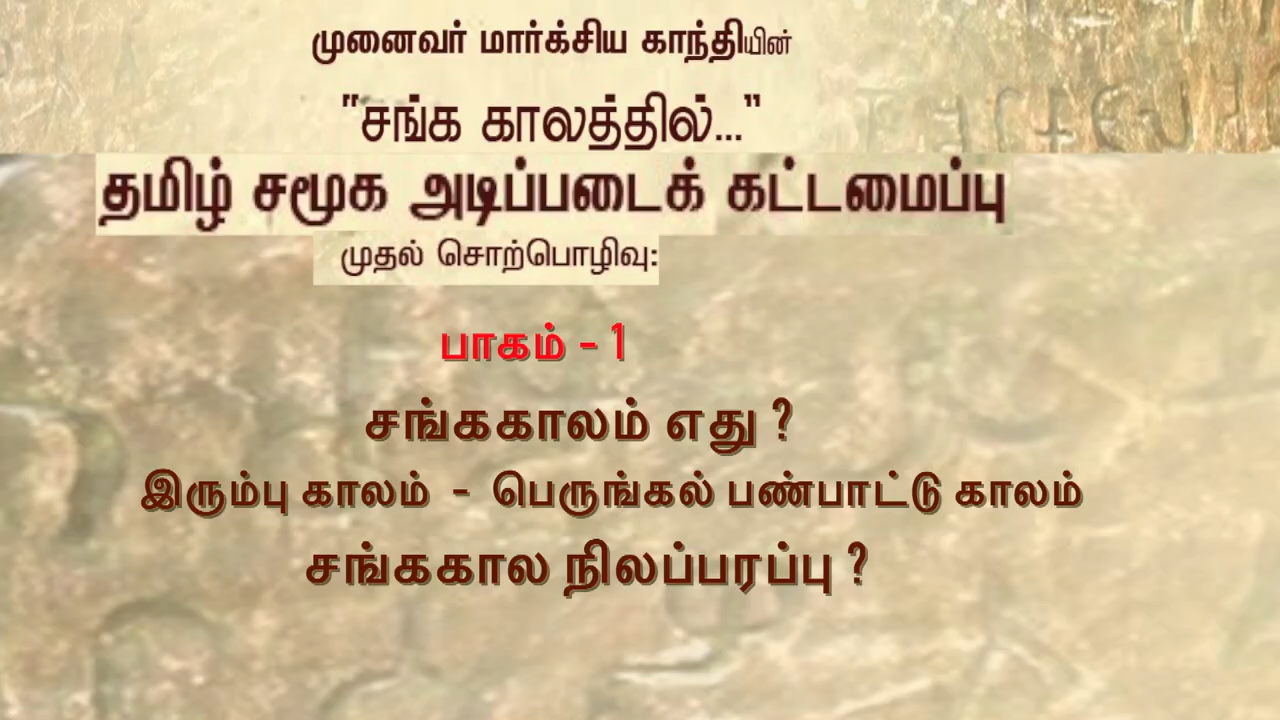 முனைவர் மார்க்சிய காந்தியின்
"சங்க காலத்தில்..."
தமிழ் சமூக அடிப்படைக் கட்டமைப்பு
முதல் சொற்பொழிவு:
பாகம் - 1
சங்ககாலம் எது ?
இரும்பு காலம் - பெருங்கல் பண்பாட்டு காலம்
சங்ககால நிலப்பரப்பு ?